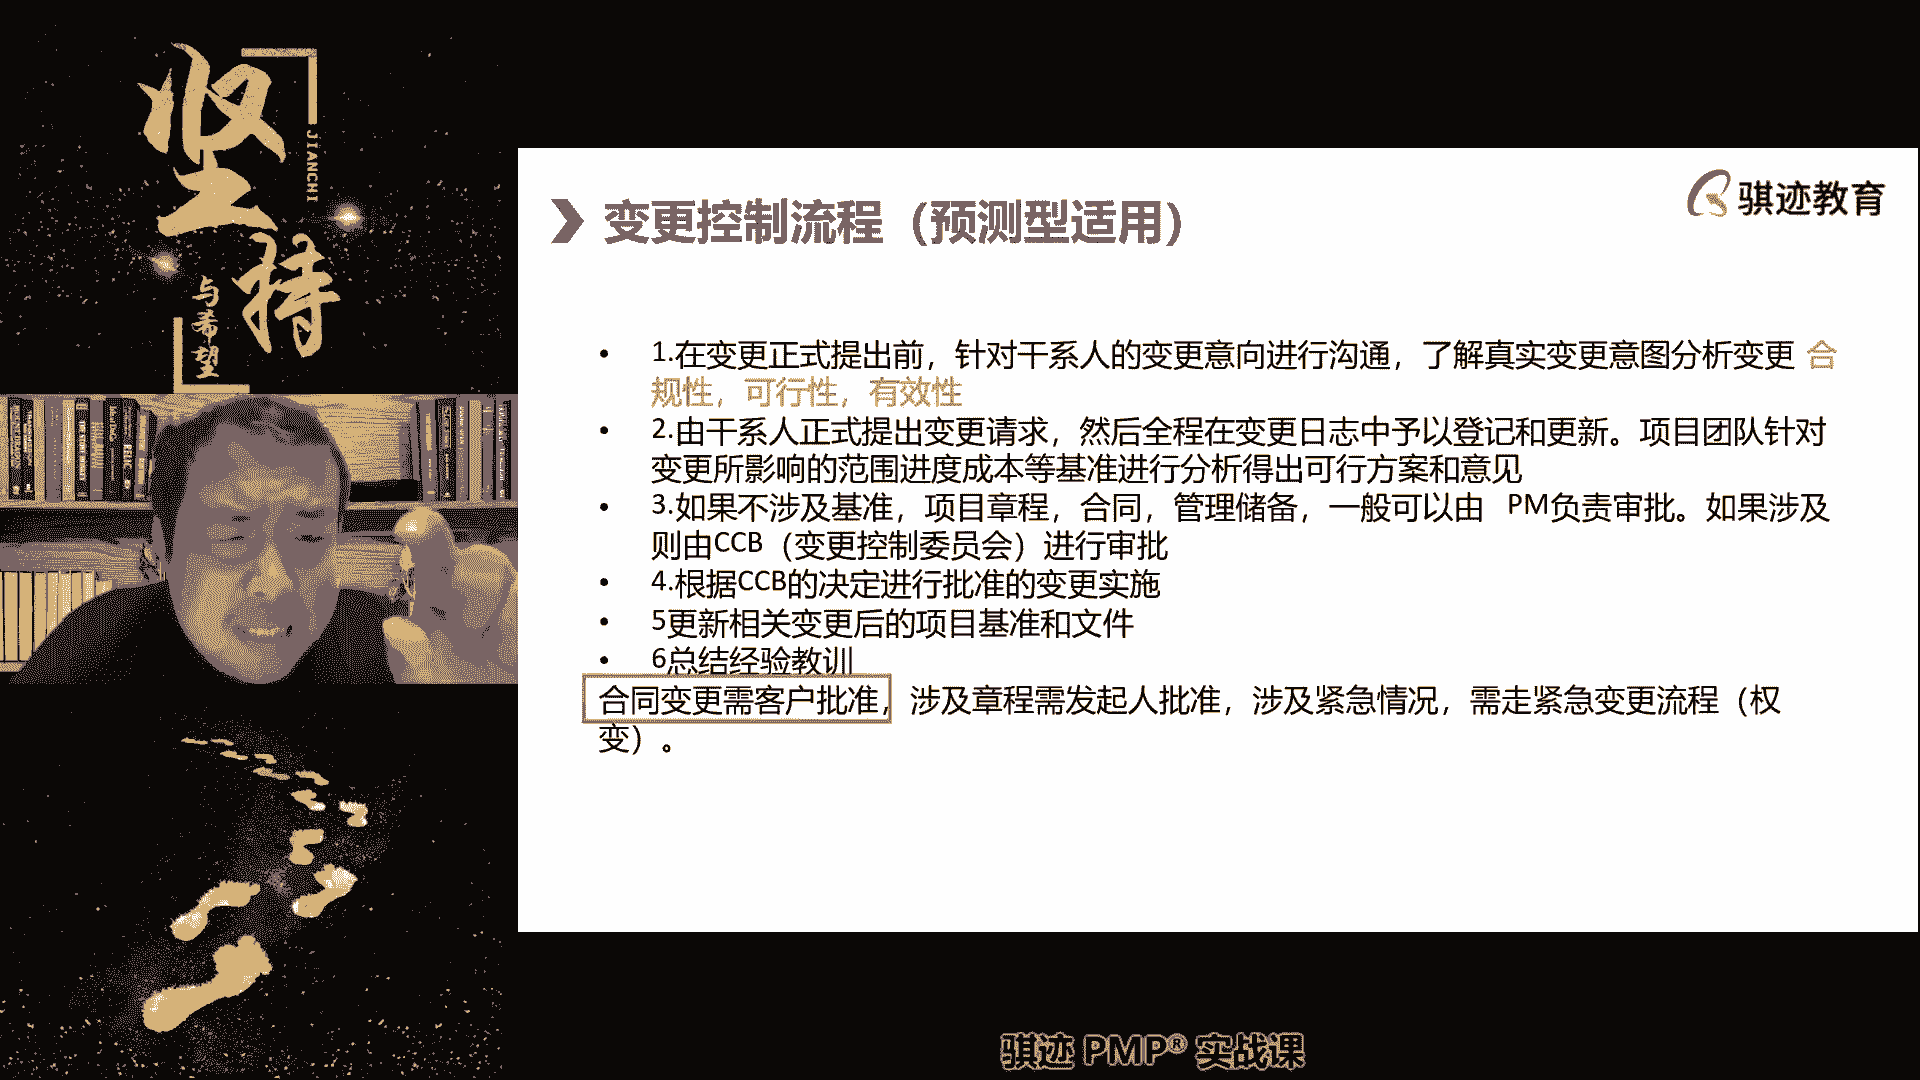 坚持
JIANCHI
与希望
骐迹教育
变更控制流程（预测型适用）
• 1.在变更正式提出前，针对干系人的变更意向进行沟通，了解真实变更意图分析变更 合
规性，可行性，有效性
• 2.由干系人正式提出变更请求，然后全程在变更日志中予以登记和更新。项目团队针对
变更所影响的范围进度成本等基准进行分析得出可行方案和意见
• 3.如果不涉及基准，项目章程，合同，管理储备，一般可以由 PM负责审批。如果涉及
则由CCB（变更控制委员会）进行审批
• 4.根据CCB的决定进行批准的变更实施
• 5更新相关变更后的项目基准和文件
• 6总结经验教训
合同变更需客户批准，涉及章程需发起人批准，涉及紧急情况，需走紧急变更流程（权
变）。
骐迹 PMP® 实战课